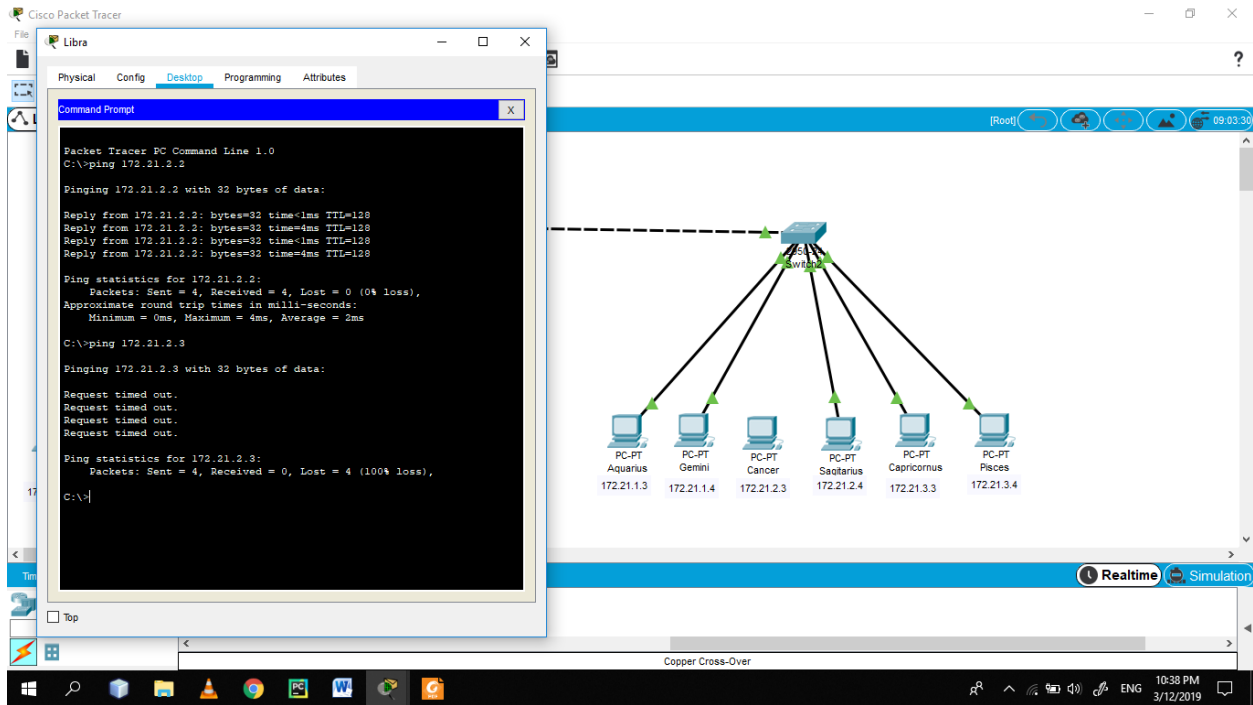 Cisco Packet Tracer
File
?
Libra
Physical Config Desktop Programming Attributes
Command Prompt
X
[Root]
09:03:30
Packet Tracer PC Command Line 1.0
C:\>ping 172.21.2.2
Pinging 172.21.2.2 with 32 bytes of data:
Reply from 172.21.2.2: bytes=32 time<1ms TTL=128
Reply from 172.21.2.2: bytes=32 time=4ms TTL=128
Reply from 172.21.2.2: bytes=32 time<1ms TTL=128
Reply from 172.21.2.2: bytes=32 time=4ms TTL=128
Ping statistics for 172.21.2.2:
Packets: Sent = 4, Received = 4, Lost = 0 (0% loss),
Approximate round trip times in milli-seconds:
Minimum = 0ms, Maximum = 4ms, Average = 2ms
C:\>ping 172.21.2.3
Pinging 172.21.2.3 with 32 bytes of data:
Request timed out.
Request timed out.
Request timed out.
Request timed out.
Ping statistics for 172.21.2.3:
Packets: Sent = 4, Received = 0, Lost = 4 (100% loss),
C:\>
Top
Switch2
PC-PT PC-PT PC-PT PC-PT PC-PT PC-PT
Aquarius Gemini Cancer Sagitarius Capricornus Pisces
172.21.1.3 172.21.1.4 172.21.2.3 172.21.2.4 172.21.3.3 172.21.3.4
17
Tim
Realtime Simulation
Copper Cross-Over
ENG
10:38 PM
3/12/2019